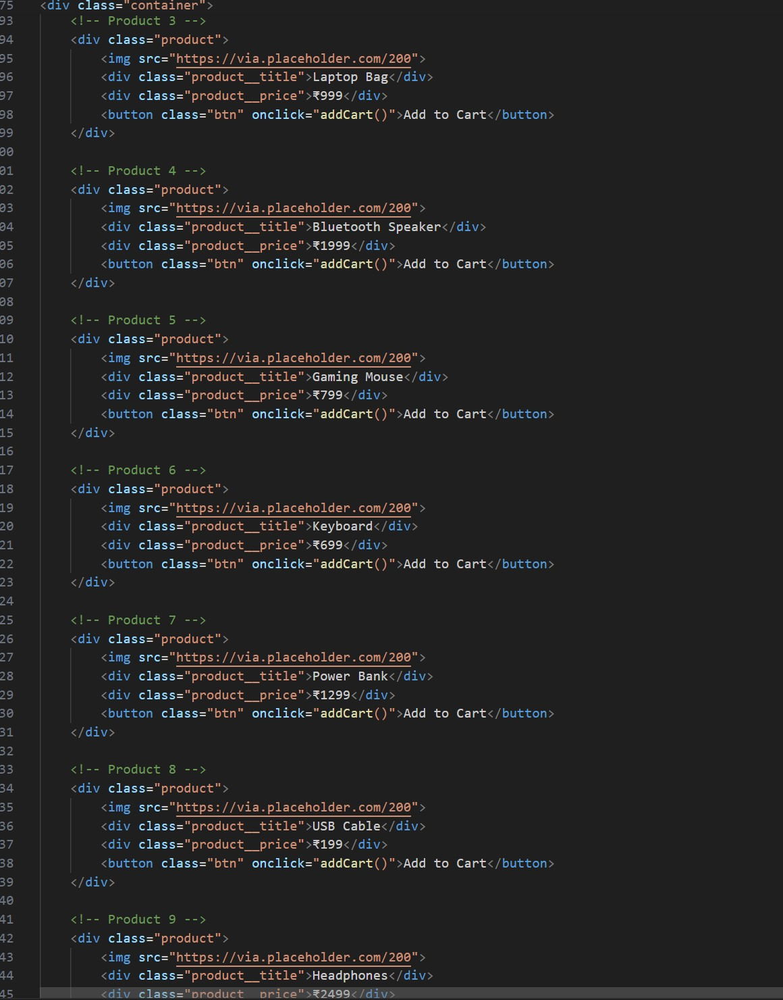 75 <div class="container">
93 <!-- Product 3 -->
94 <div class="product">
95 <img src="https://via.placeholder.com/200">
96 <div class="product__title">Laptop Bag</div>
97 <div class="product__price">₹999</div>
98 <button class="btn" onclick="addCart()">Add to Cart</button>
99 </div>
00
01 <!-- Product 4 -->
02 <div class="product">
03 <img src="https://via.placeholder.com/200">
04 <div class="product__title">Bluetooth Speaker</div>
05 <div class="product__price">₹1999</div>
06 <button class="btn" onclick="addCart()">Add to Cart</button>
07 </div>
08
09 <!-- Product 5 -->
10 <div class="product">
11 <img src="https://via.placeholder.com/200">
12 <div class="product__title">Gaming Mouse</div>
13 <div class="product__price">₹799</div>
14 <button class="btn" onclick="addCart()">Add to Cart</button>
15 </div>
16
17 <!-- Product 6 -->
18 <div class="product">
19 <img src="https://via.placeholder.com/200">
20 <div class="product__title">Keyboard</div>
21 <div class="product__price">₹699</div>
22 <button class="btn" onclick="addCart()">Add to Cart</button>
23 </div>
24
25 <!-- Product 7 -->
26 <div class="product">
27 <img src="https://via.placeholder.com/200">
28 <div class="product__title">Power Bank</div>
29 <div class="product__price">₹1299</div>
30 <button class="btn" onclick="addCart()">Add to Cart</button>
31 </div>
32
33 <!-- Product 8 -->
34 <div class="product">
35 <img src="https://via.placeholder.com/200">
36 <div class="product__title">USB Cable</div>
37 <div class="product__price">₹199</div>
38 <button class="btn" onclick="addCart()">Add to Cart</button>
39 </div>
40
41 <!-- Product 9 -->
42 <div class="product">
43 <img src="https://via.placeholder.com/200">
44 <div class="product__title">Headphones</div>
45 <div class="product__price">₹2499</div>